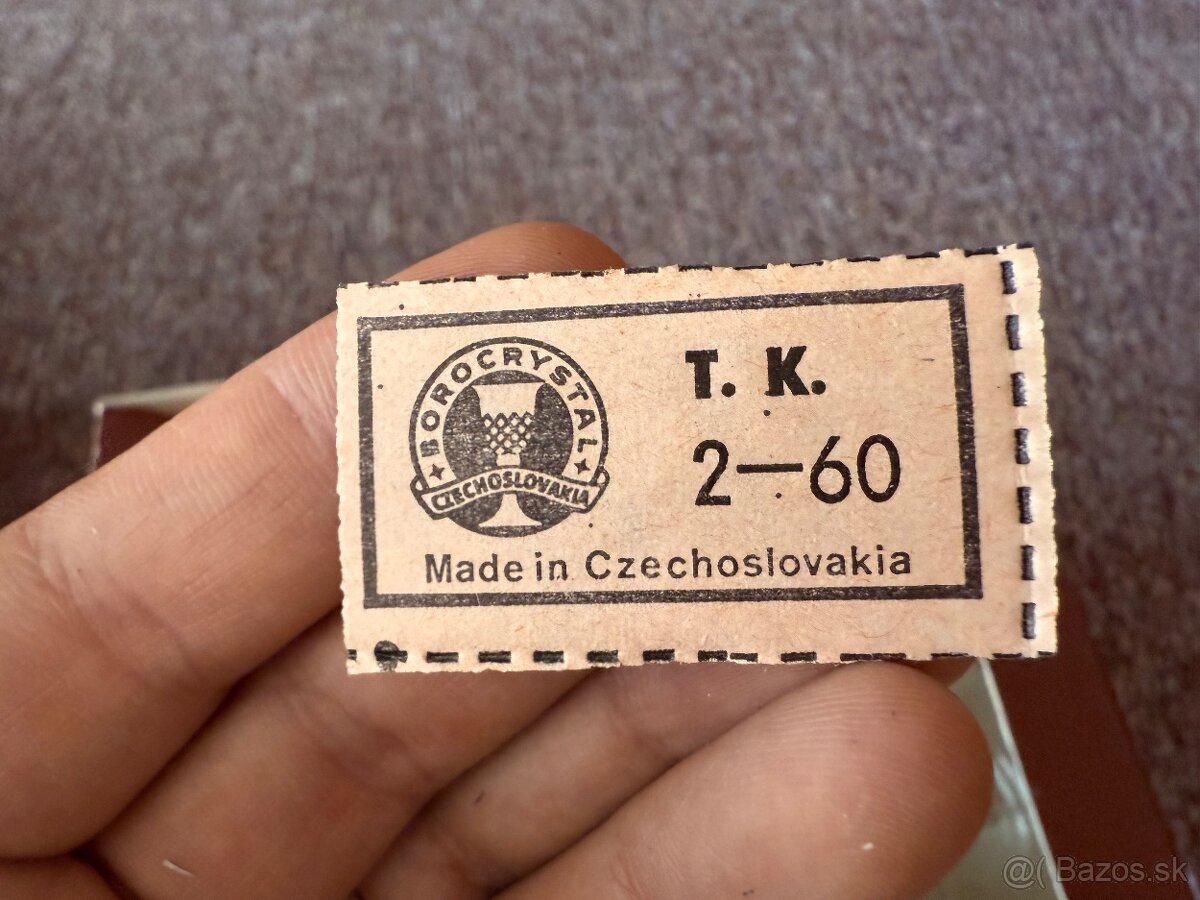 BOROCRYSTAL
CZECHOSLOVAKIA
T. K.
2—60
Made in Czechoslovakia
@( Bazos.sk